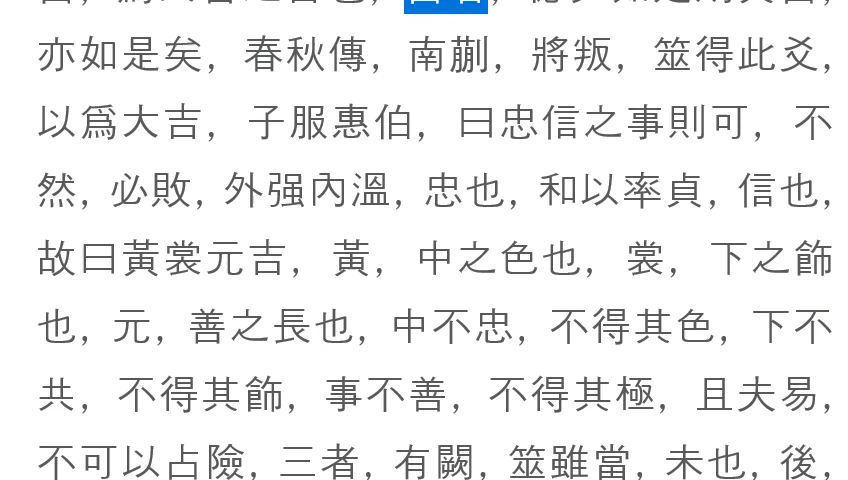 亦如是矣, 春秋傳, 南蒯, 將叛, 筮得此爻,
以爲大吉, 子服惠伯, 曰忠信之事則可, 不
然, 必敗, 外强內溫, 忠也, 和以率貞, 信也,
故曰黃裳元吉, 黃, 中之色也, 裳, 下之飾
也, 元, 善之長也, 中不忠, 不得其色, 下不
共, 不得其飾, 事不善, 不得其極, 且夫易,
不可以占險, 三者, 有闕, 筮雖當, 未也, 後,